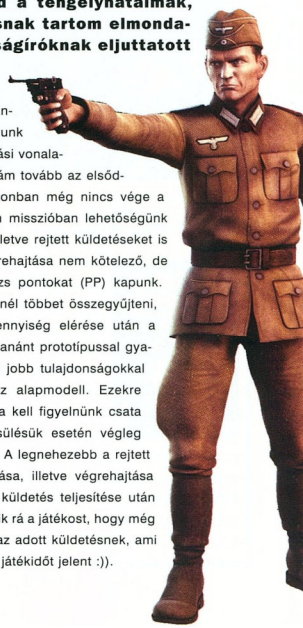 d a tengelyhatalmak,
snak tartom elmonda-
ságíróknak eljuttatott
n-
unk
ási vonala-
ám tovább az elsőd-
onban még nincs vége a
n misszióban lehetőségünk
lletve rejtett küldetéseket is
rehajtása nem kötelező, de
zs pontokat (PP) kapunk.
nél többet összegyűjteni,
ennyiség elérése után a
anánt prototípussal gya-
jobb tulajdonságokkal
z alapmodell. Ezekre
a kell figyelnünk csata
sülésük esetén végleg
A legnehezebb a rejtett
ása, illetve végrehajtása
küldetés teljesítése után
ik rá a játékost, hogy még
az adott küldetésnek, ami
játékidőt jelent :)).